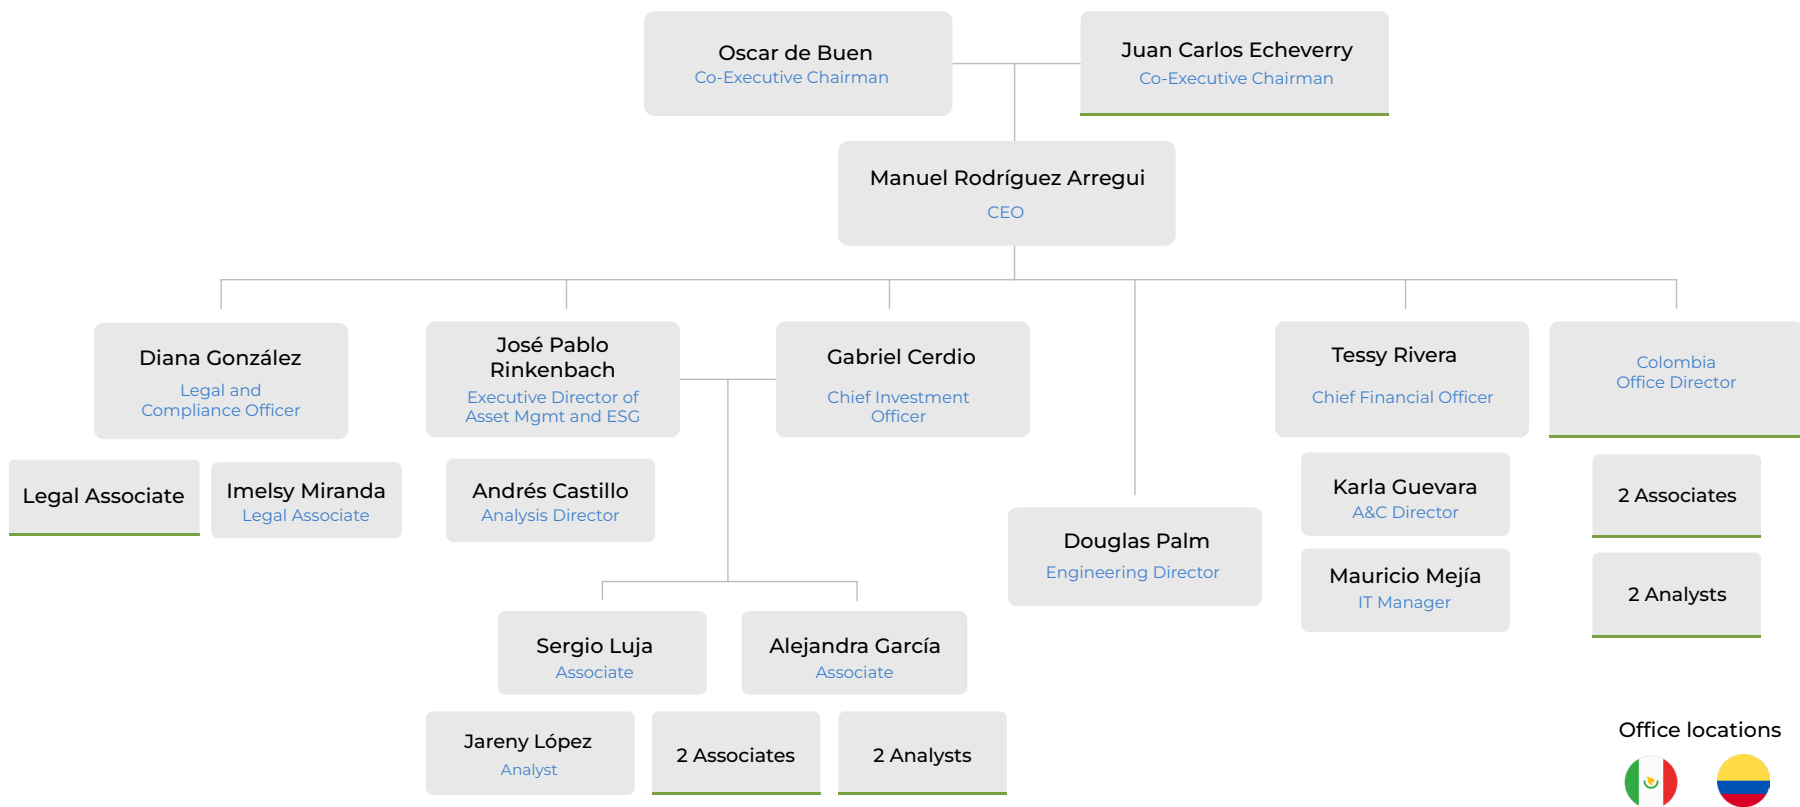 Oscar de Buen
Co-Executive Chairman
Juan Carlos Echeverry
Co-Executive Chairman
Manuel Rodríguez Arregui
CEO
Diana González
Legal and
Compliance Officer
José Pablo
Rinkenbach
Executive Director of
Asset Mgmt and ESG
Gabriel Cerdio
Chief Investment
Officer
Tessy Rivera
Chief Financial Officer
Colombia
Office Director
Legal Associate
Imelsy Miranda
Legal Associate
Andrés Castillo
Analysis Director
Douglas Palm
Engineering Director
Karla Guevara
A&C Director
2 Associates
Mauricio Mejía
IT Manager
2 Analysts
Sergio Luja
Associate
Alejandra García
Associate
Jareny López
Analyst
2 Associates
2 Analysts
Office locations